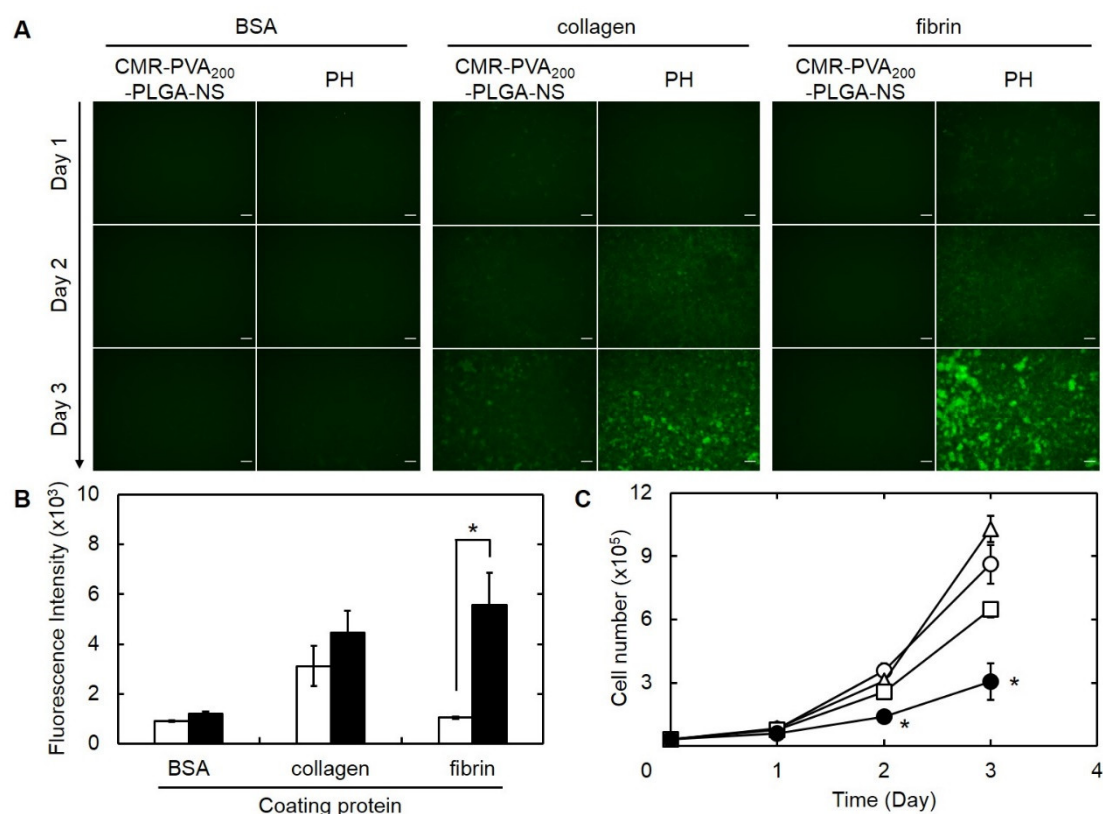 A
BSA
collagen
fibrin
CMR-PVA200
-PLGA-NS
PH
CMR-PVA200
-PLGA-NS
PH
CMR-PVA200
-PLGA-NS
PH
Day 1
Day 2
Day 3
B
Fluorescence Intensity (x10³)
10
8
6
4
2
0
*
BSA
collagen
fibrin
Coating protein
C
Cell number (x10⁵)
12
9
6
3
*
*
0
1
2
3
4
Time (Day)